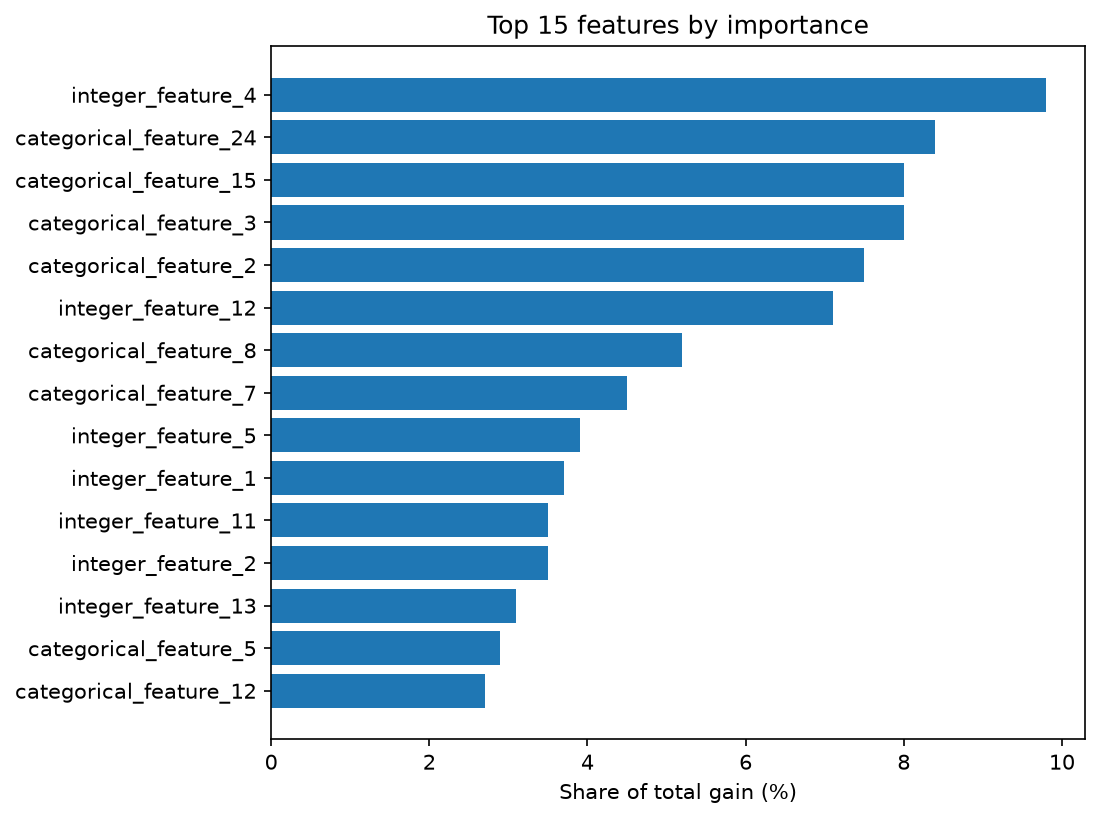 Top 15 features by importance
integer_feature_4
categorical_feature_24
categorical_feature_15
categorical_feature_3
categorical_feature_2
integer_feature_12
categorical_feature_8
categorical_feature_7
integer_feature_5
integer_feature_1
integer_feature_11
integer_feature_2
integer_feature_13
categorical_feature_5
categorical_feature_12
0 2 4 6 8 10
Share of total gain (%)